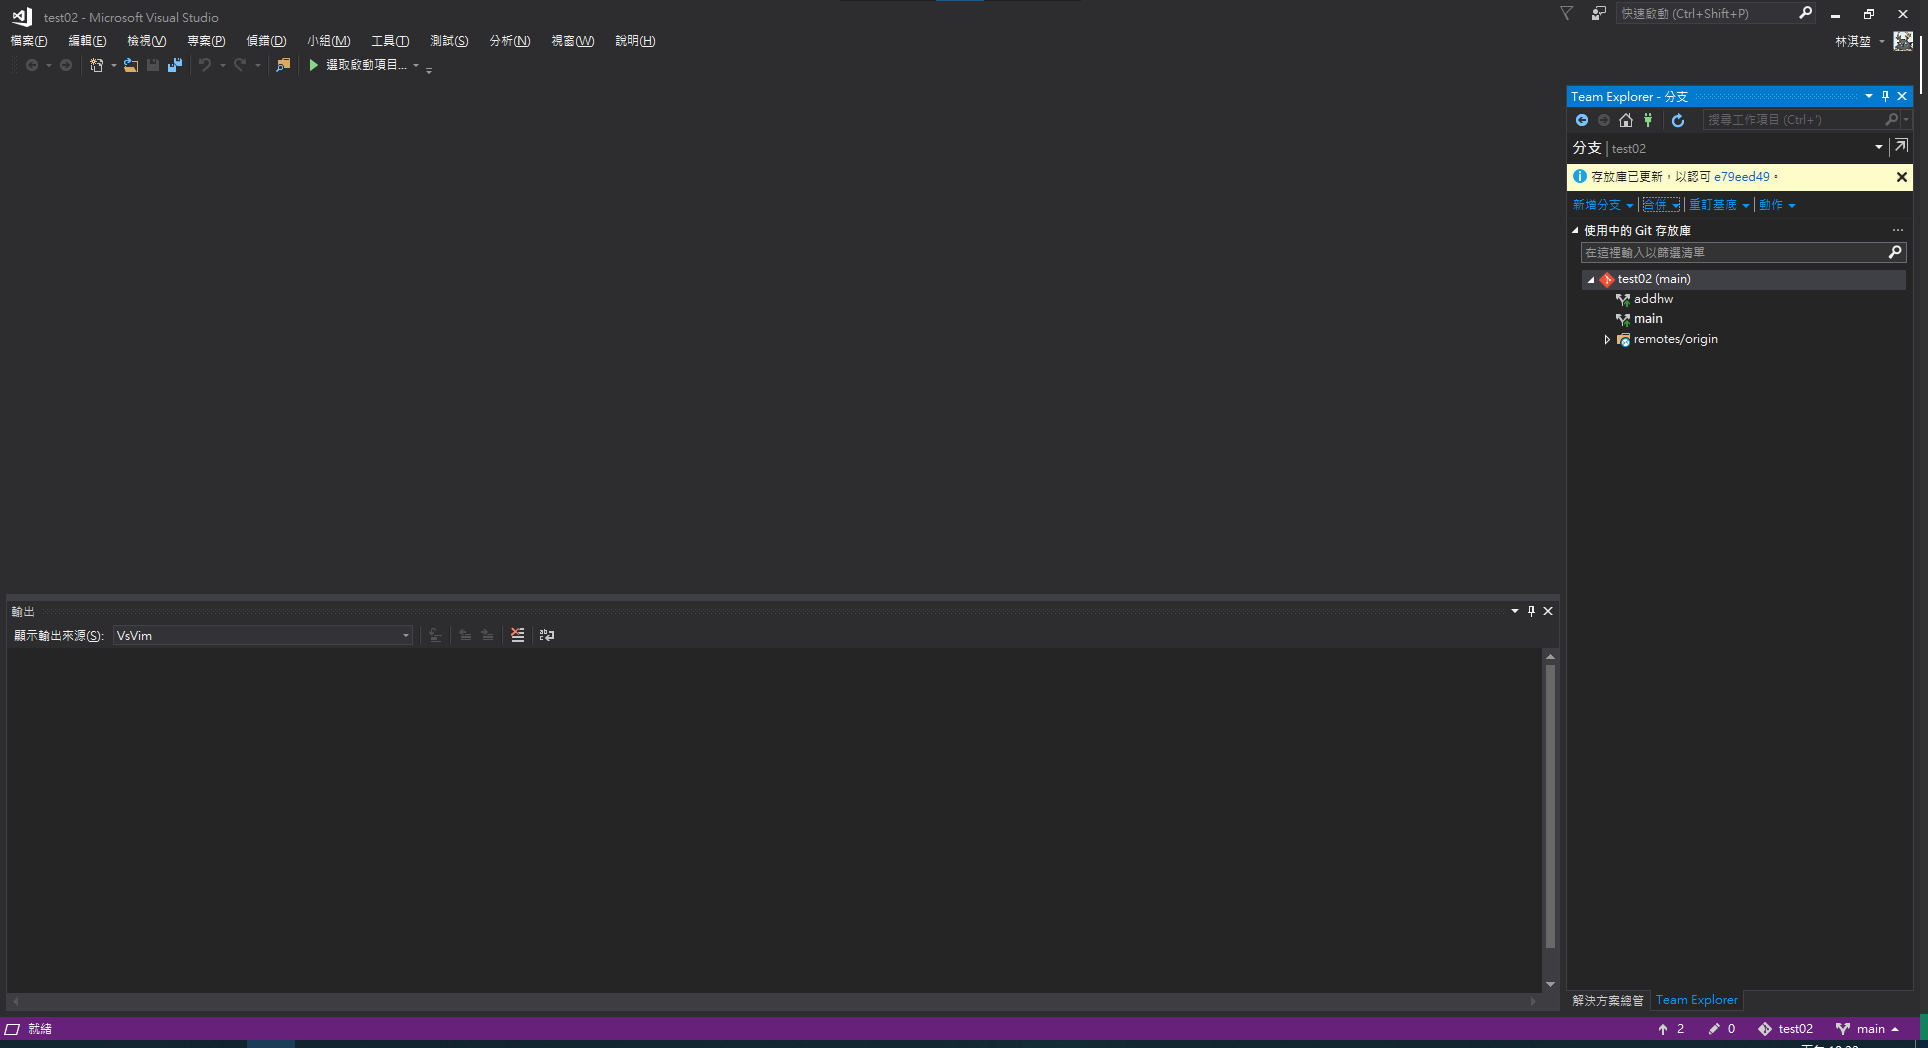 test02 - Microsoft Visual Studio
快速啟動 (Ctrl+Shift+P)
檔案(F) 編輯(E) 檢視(V) 專案(P) 偵錯(D) 小組(M) 工具(T) 測試(S) 分析(N) 視窗(W) 說明(H)
林淇堃
選取啟動項目...
Team Explorer - 分支
搜尋工作項目 (Ctrl+')
分支 | test02
存放庫已更新，以認可 e79eed49。
新增分支 | 合併 | 重訂基底 | 動作
使用中的 Git 存放庫
在這裡輸入以篩選清單
test02 (main)
addhw
main
remotes/origin
輸出
顯示輸出來源(S): VsVim
解決方案總管 Team Explorer
就緒
2 0 test02 main